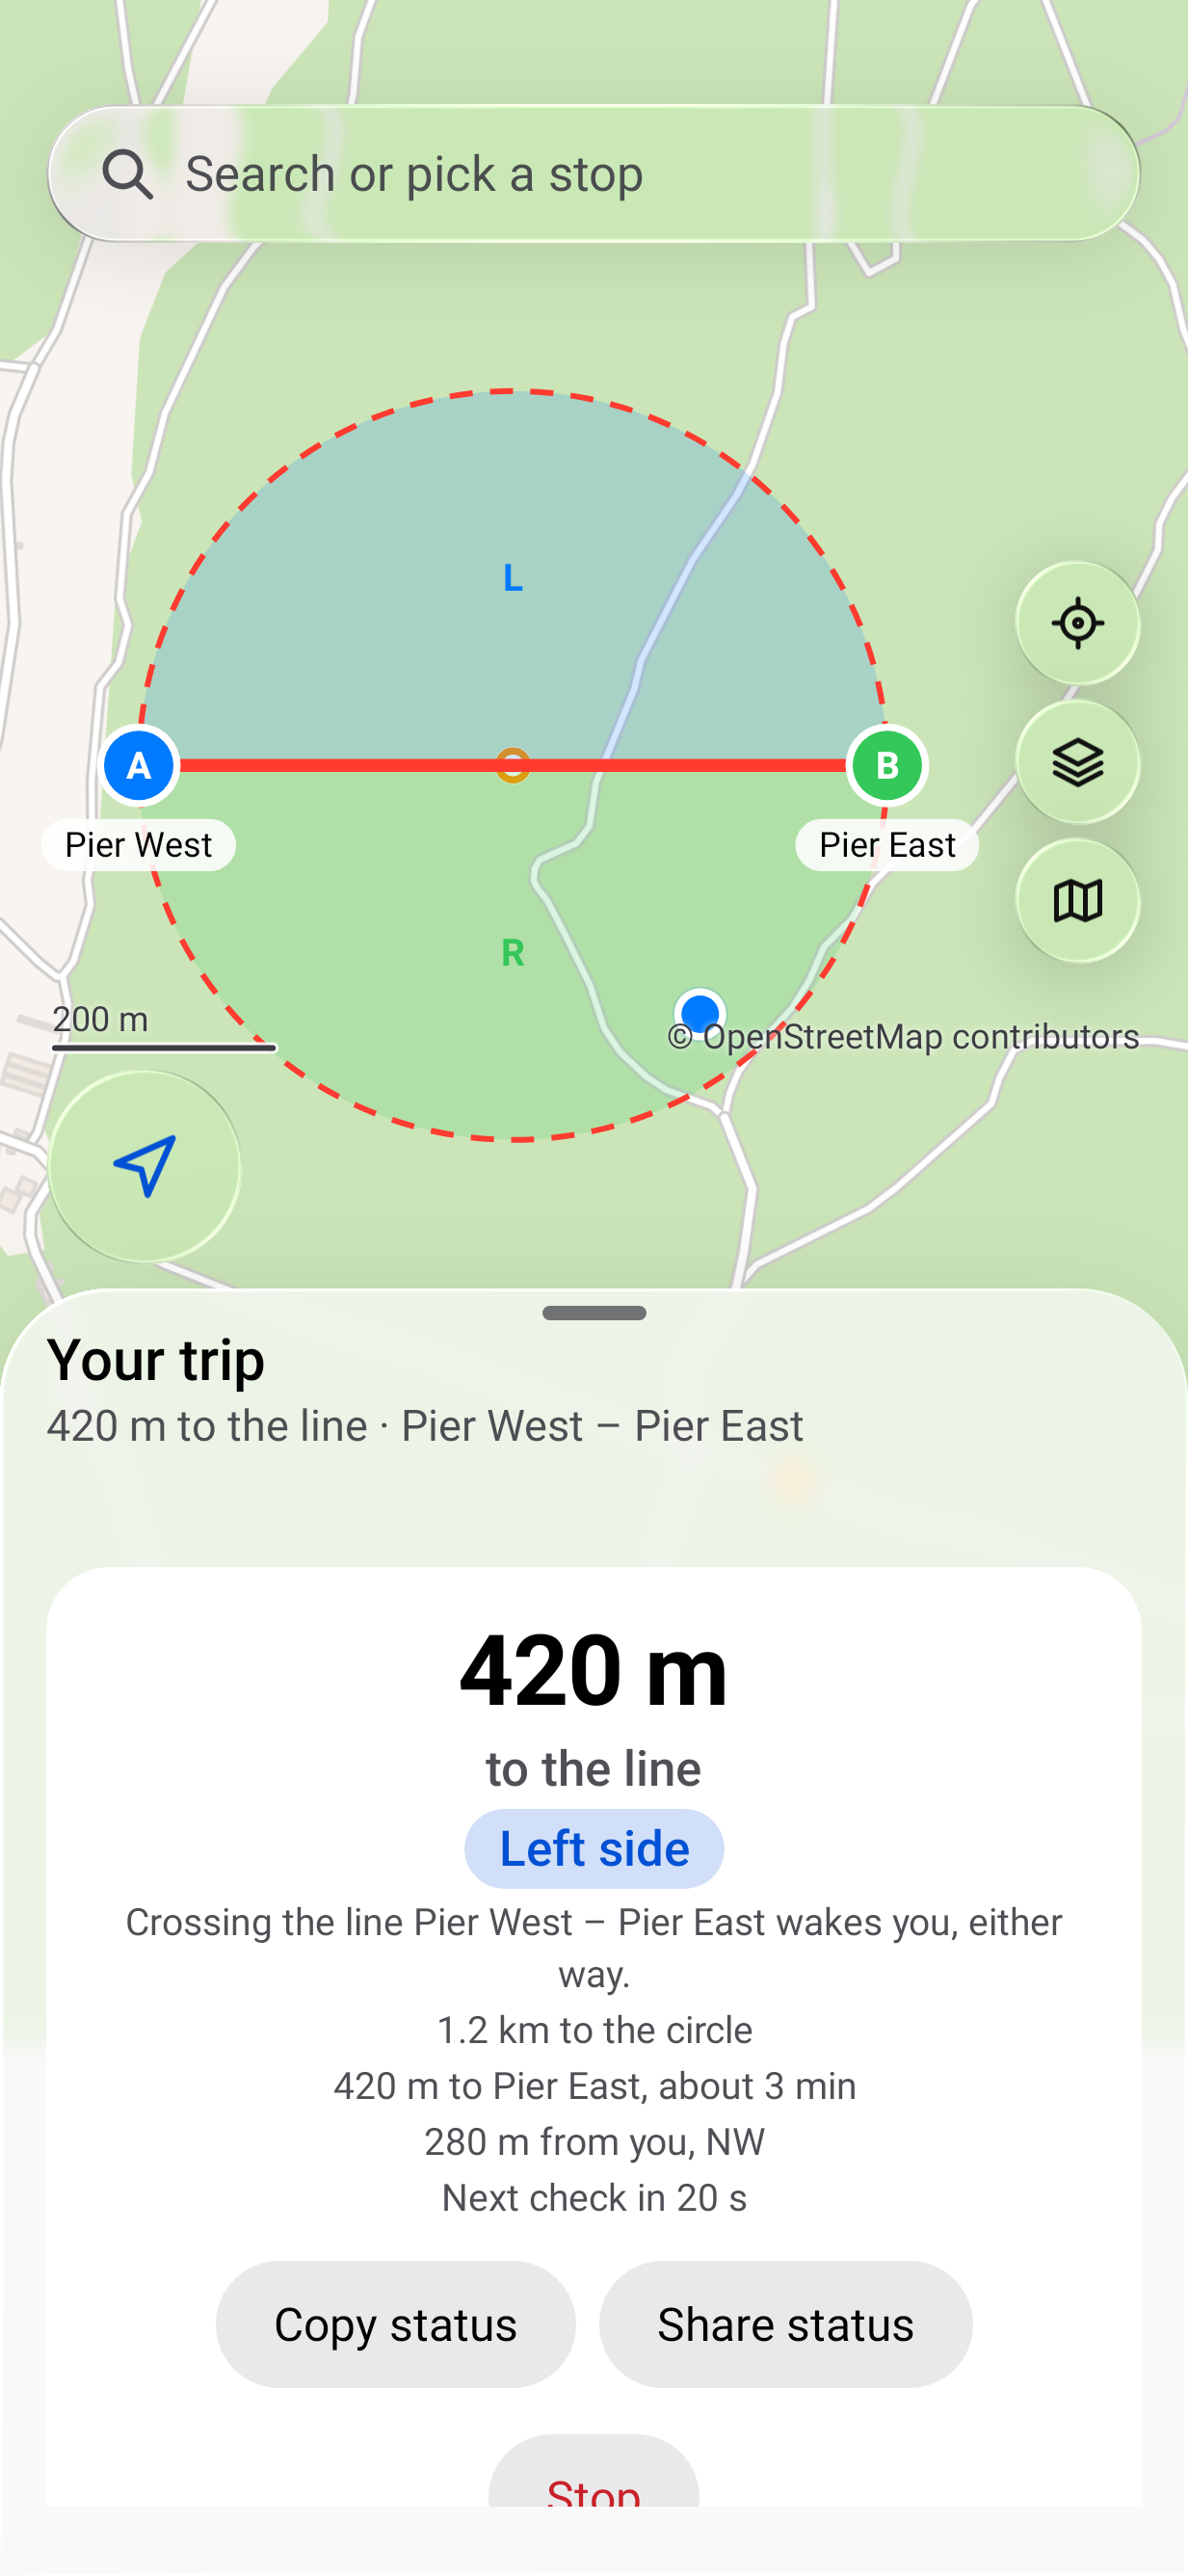 Search or pick a stop
L
A
B
Pier West
Pier East
R
200 m
© OpenStreetMap contributors
Your trip
420 m to the line · Pier West – Pier East
420 m
to the line
Left side
Crossing the line Pier West – Pier East wakes you, either
way.
1.2 km to the circle
420 m to Pier East, about 3 min
280 m from you, NW
Next check in 20 s
Copy status
Share status
Stop